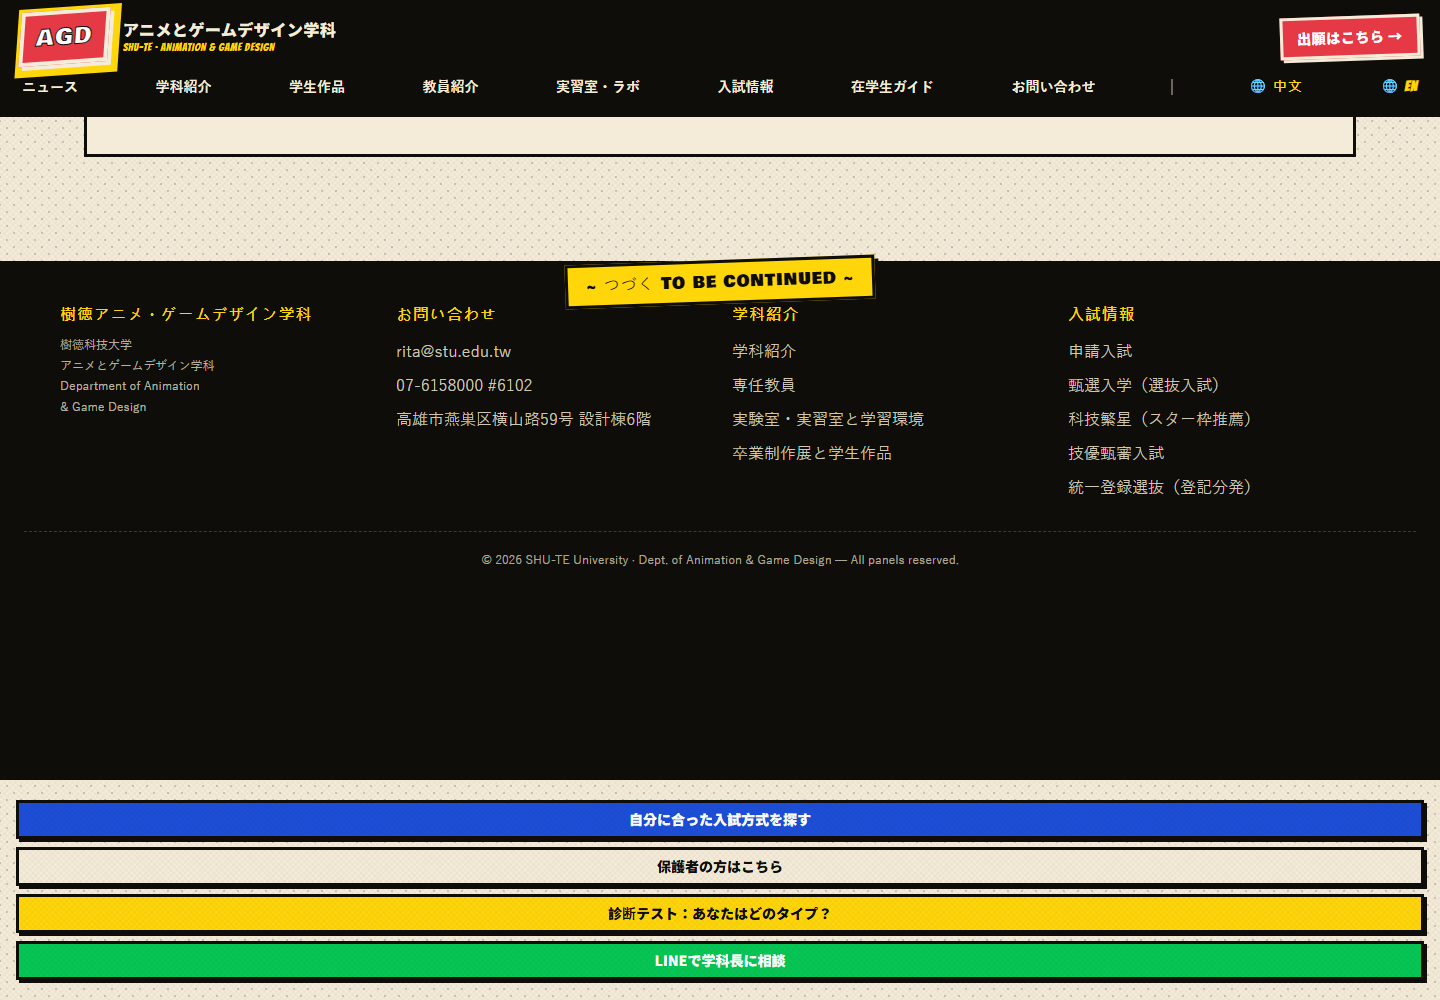 AGD
アニメとゲームデザイン学科
SHU-TE · ANIMATION & GAME DESIGN
出願はこちら →
ニュース
学科紹介
学生作品
教員紹介
実習室・ラボ
入試情報
在学生ガイド
お問い合わせ
中文
EN
~ つづく TO BE CONTINUED ~
樹徳アニメ・ゲームデザイン学科
樹徳科技大学
アニメとゲームデザイン学科
Department of Animation
& Game Design
お問い合わせ
rita@stu.edu.tw
07-6158000 #6102
高雄市燕巣区横山路59号 設計棟6階
学科紹介
学科紹介
専任教員
実験室・実習室と学習環境
卒業制作展と学生作品
入試情報
申請入試
甄選入学（選抜入試）
科技繁星（スター枠推薦）
技優甄審入試
統一登録選抜（登記分発）
© 2026 SHU-TE University · Dept. of Animation & Game Design — All panels reserved.
自分に合った入試方式を探す
保護者の方はこちら
診断テスト：あなたはどのタイプ？
LINEで学科長に相談